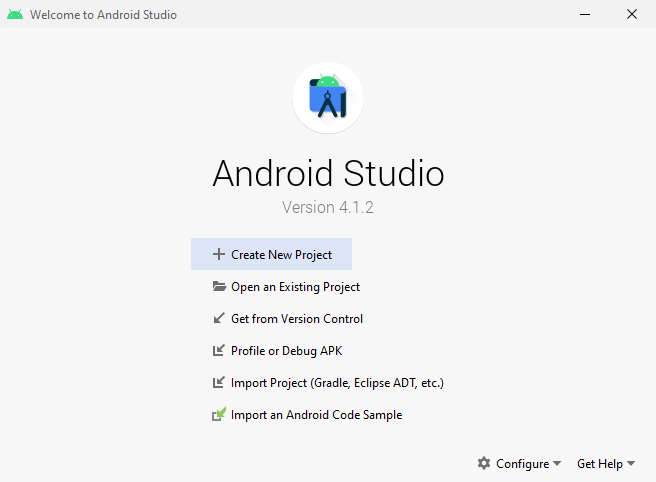 Welcome to Android Studio
Android Studio
Version 4.1.2
Create New Project
Open an Existing Project
Get from Version Control
Profile or Debug APK
Import Project (Gradle, Eclipse ADT, etc.)
Import an Android Code Sample
Configure Get Help